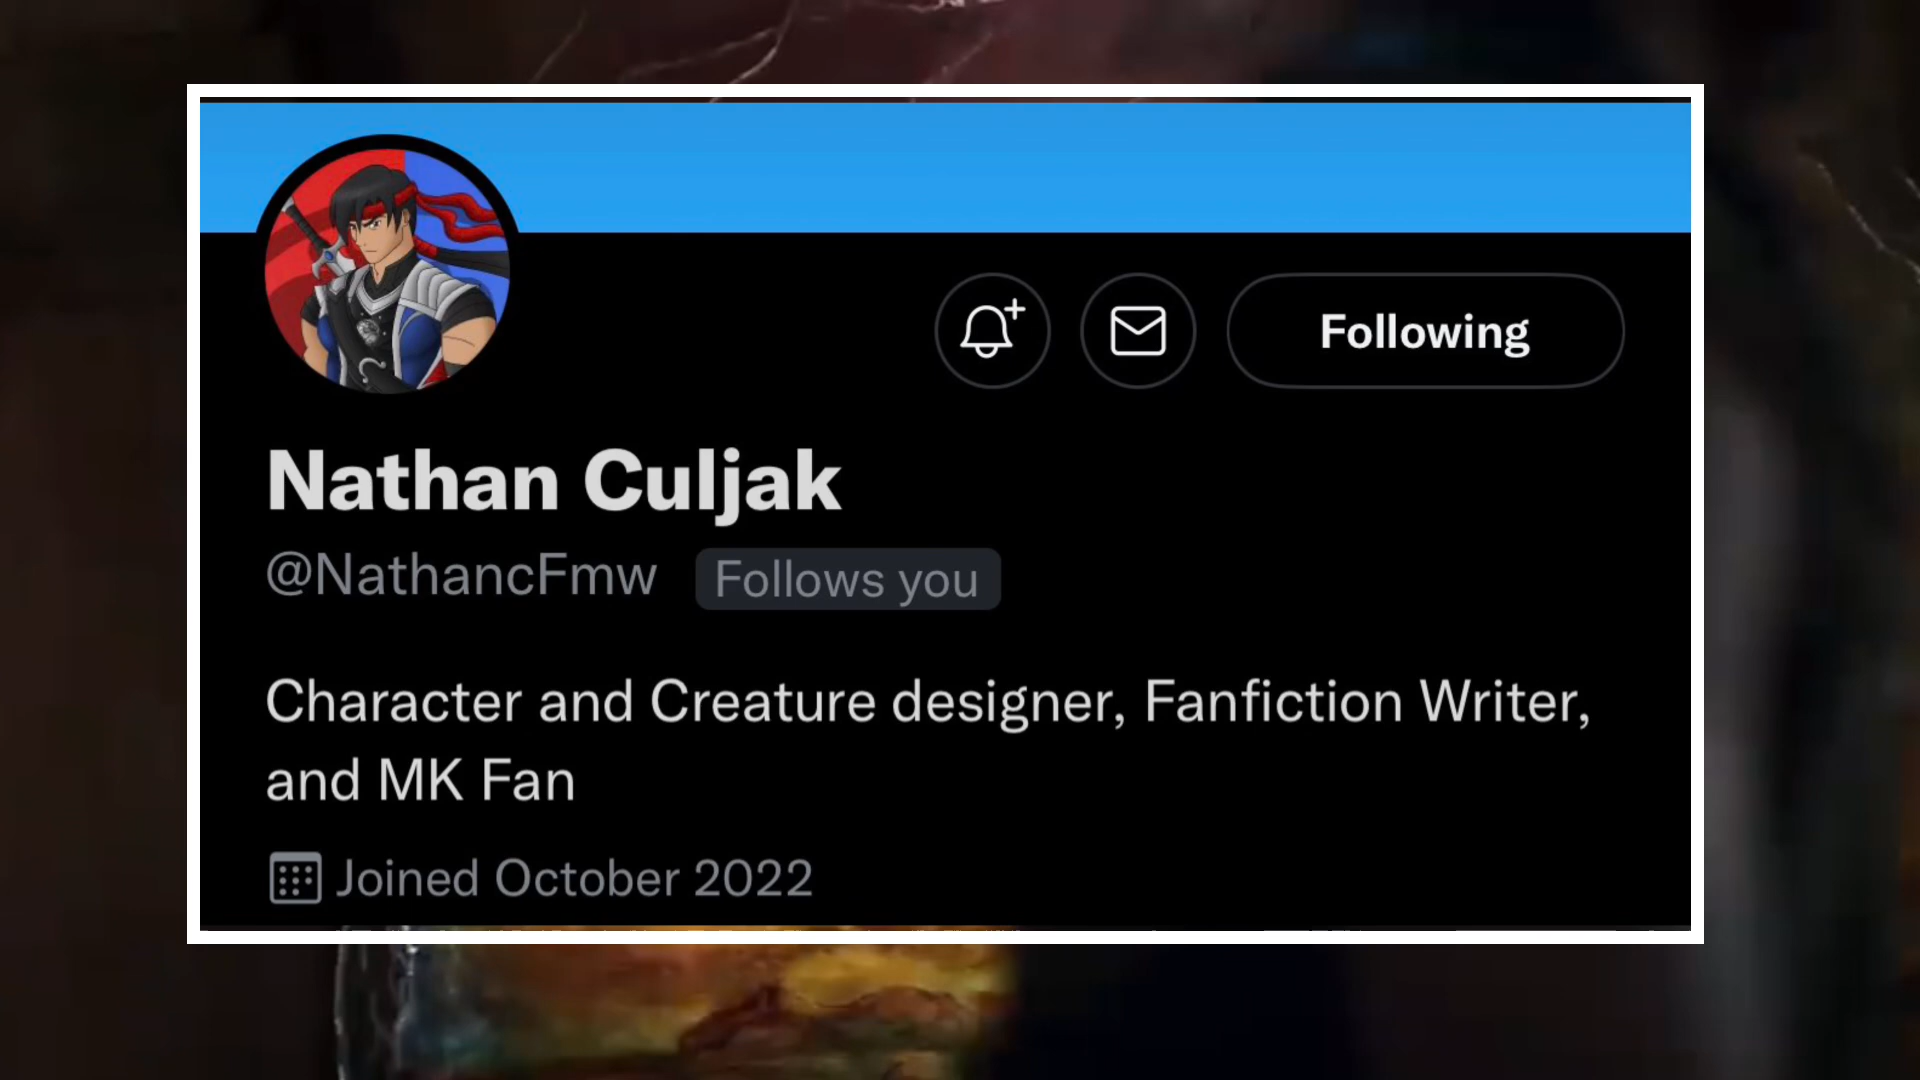 Following
Nathan Culjak
@NathancFmw Follows you
Character and Creature designer, Fanfiction Writer,
and MK Fan
Joined October 2022